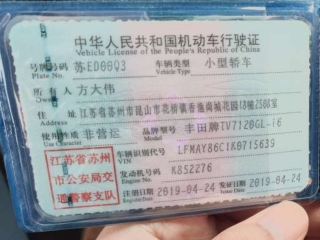 中华人民共和国机动车行驶证
Vehicle License of the People's Republic of China
号牌号码 苏ED00Q3 车辆类型 小型轿车
Plate No. Vehicle Type
所有人 方大伟
Owner
住址 江苏省苏州市昆山市花桥镇香逸尚城花园18幢2508室
Address
使用性质 非营运 品牌型号 丰田牌TV7120GL-i6
Use Character Model
江苏省苏州市公安局交通警察支队
车辆识别代号 LFMAY86C1K0715639
VIN
发动机号码 K852276
Engine No.
注册日期 2019-04-24 发证日期 2019-04-24
Register Date Issue Date